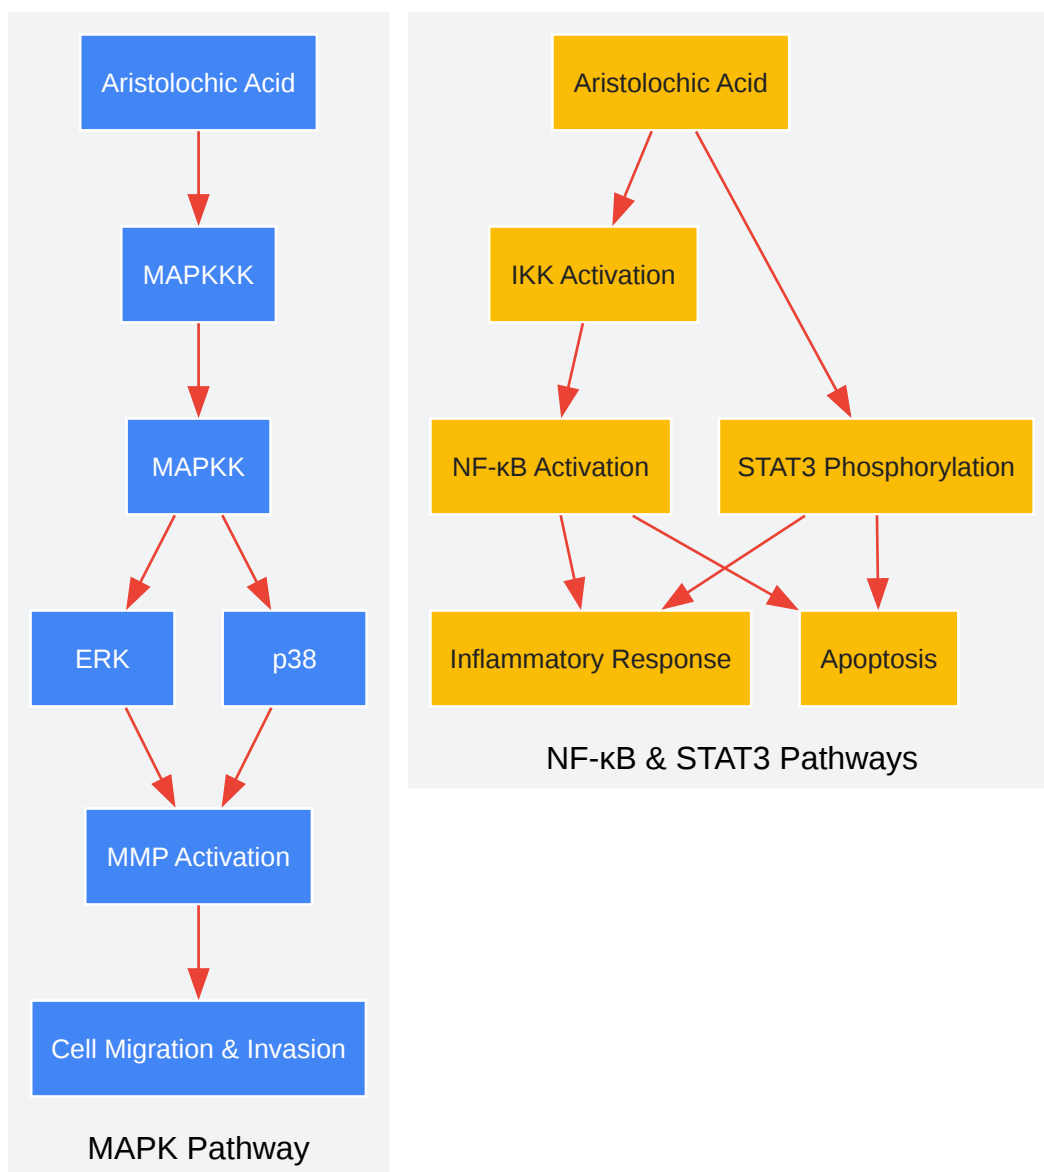 Aristolochic Acid
MAPKKK
MAPKK
ERK
p38
MMP Activation
Cell Migration & Invasion
MAPK Pathway
Aristolochic Acid
IKK Activation
NF-κB Activation
STAT3 Phosphorylation
Inflammatory Response
Apoptosis
NF-κB & STAT3 Pathways